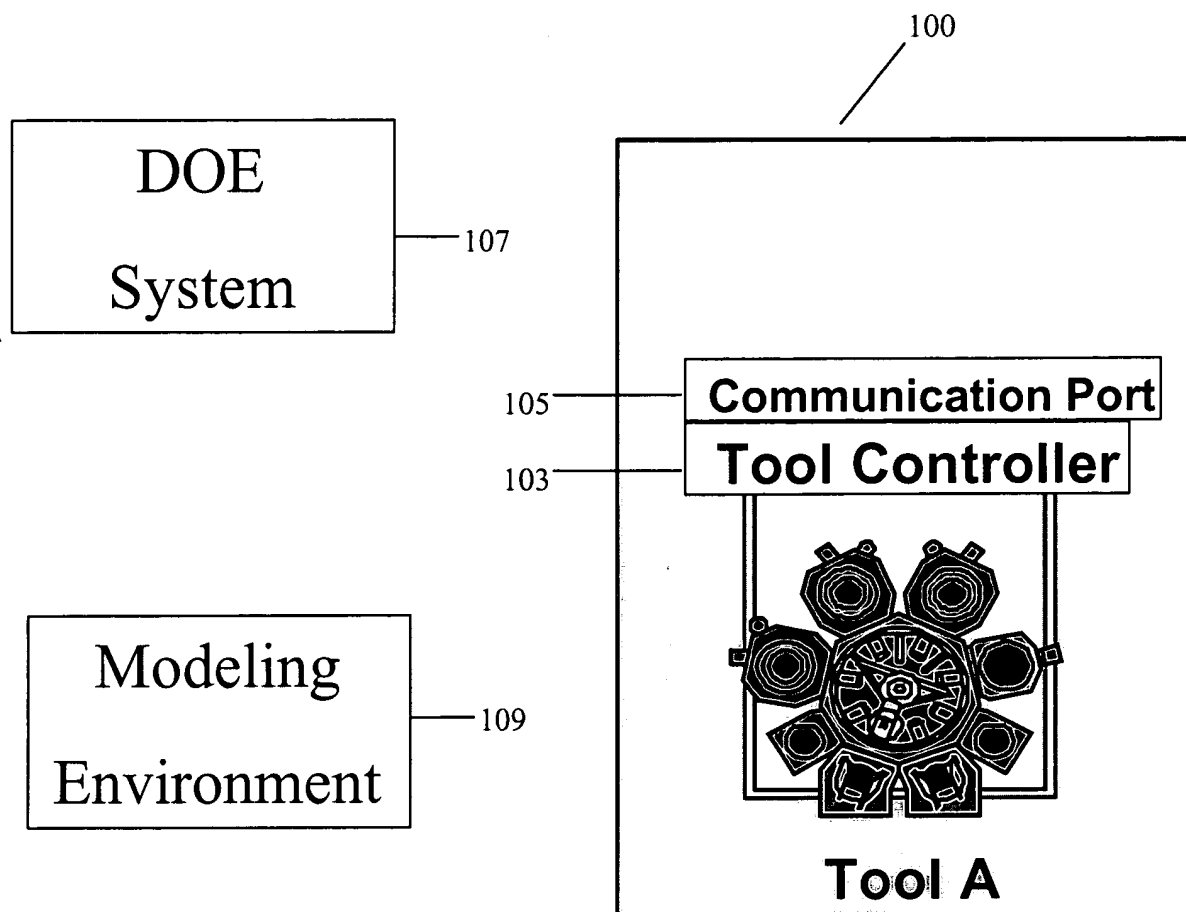 100
DOE
System
107
105
Communication Port
103
Tool Controller
Modeling
Environment
109
Tool A